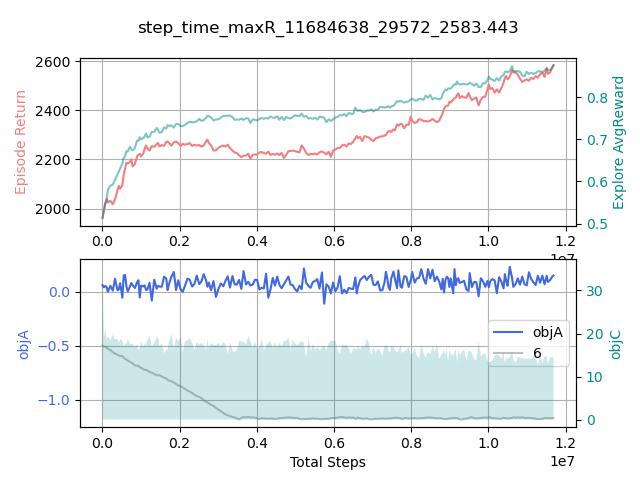 step_time_maxR_11684638_29572_2583.443
2600
2400
2200
2000
Episode Return
0.8
0.7
0.6
0.5
Explore AvgReward
0.0 0.2 0.4 0.6 0.8 1.0 1.2
0.0
−0.5
−1.0
objA
30
20
10
0
objC
objA
6
0.0 0.2 0.4 0.6 0.8 1.0 1.2
Total Steps
1e7